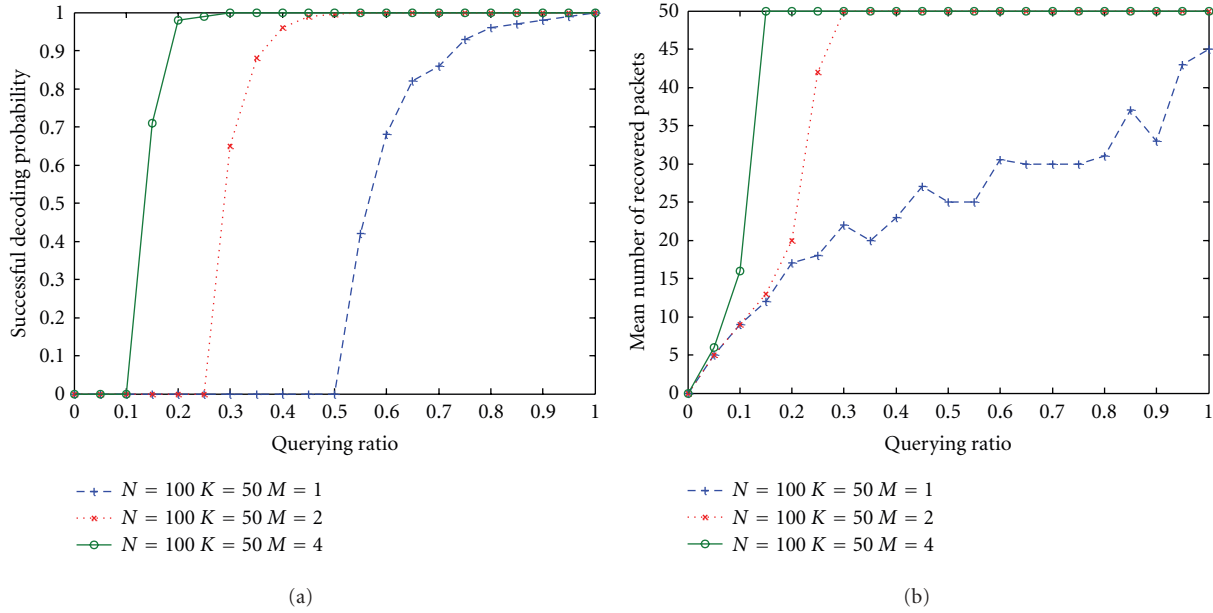 1
0.9
0.8
0.7
0.6
0.5
0.4
0.3
0.2
0.1
0
Successful decoding probability
0 0.1 0.2 0.3 0.4 0.5 0.6 0.7 0.8 0.9 1
Querying ratio
N = 100 K = 50 M = 1
N = 100 K = 50 M = 2
N = 100 K = 50 M = 4
(a)
50
45
40
35
30
25
20
15
10
5
0
Mean number of recovered packets
0 0.1 0.2 0.3 0.4 0.5 0.6 0.7 0.8 0.9 1
Querying ratio
N = 100 K = 50 M = 1
N = 100 K = 50 M = 2
N = 100 K = 50 M = 4
(b)